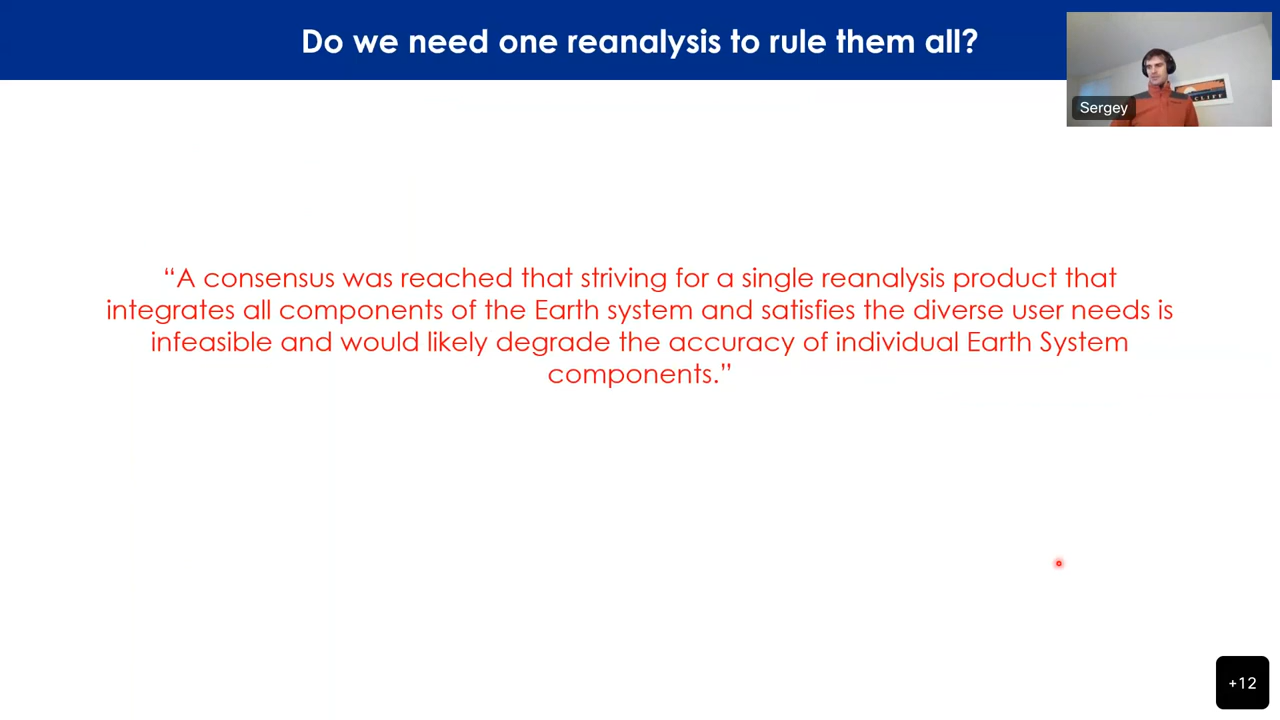 Do we need one reanalysis to rule them all?
Sergey
“A consensus was reached that striving for a single reanalysis product that
integrates all components of the Earth system and satisfies the diverse user needs is
infeasible and would likely degrade the accuracy of individual Earth System
components.”
+12